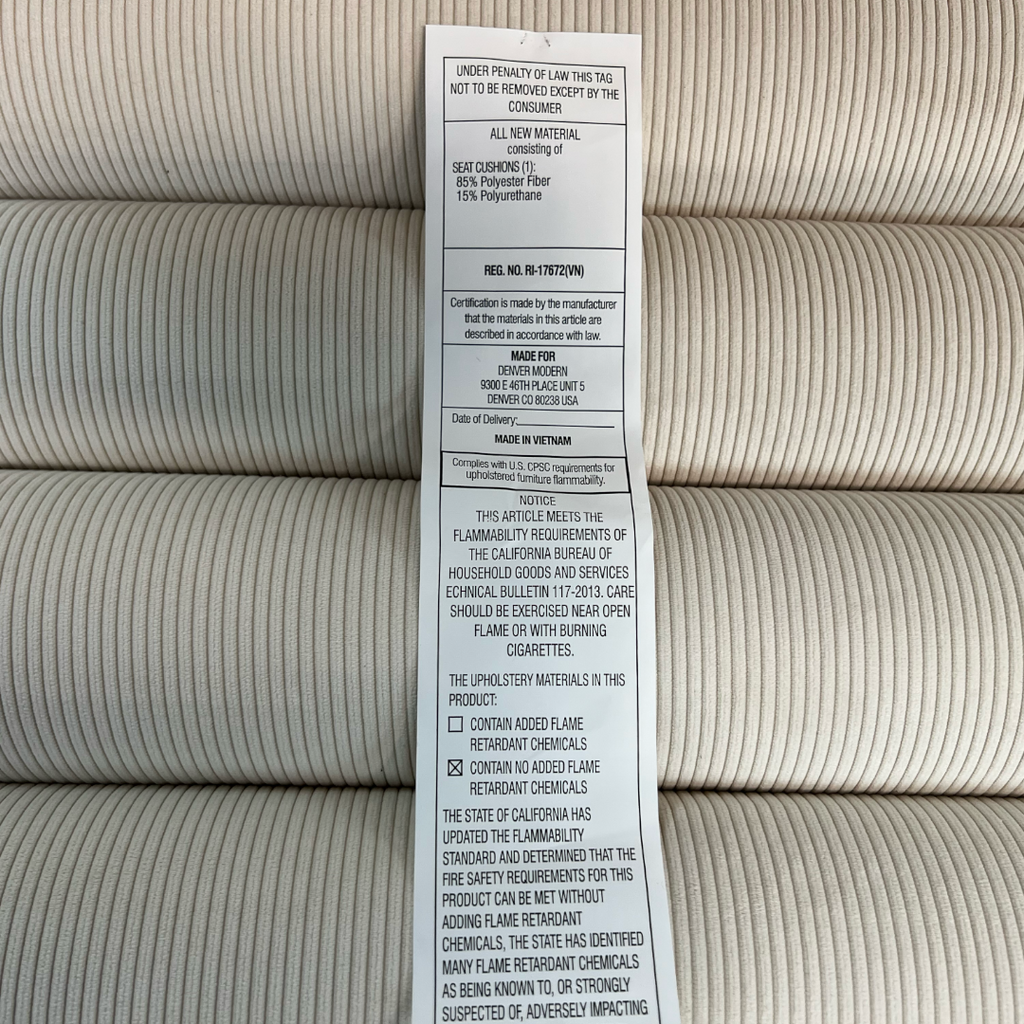 UNDER PENALTY OF LAW THIS TAG
NOT TO BE REMOVED EXCEPT BY THE
CONSUMER
ALL NEW MATERIAL
consisting of
SEAT CUSHIONS (1):
85% Polyester Fiber
15% Polyurethane
REG. NO. RI-17672(VN)
Certification is made by the manufacturer
that the materials in this article are
described in accordance with law.
MADE FOR
DENVER MODERN
9300 E 46TH PLACE UNIT 5
DENVER CO 80238 USA
Date of Delivery:
MADE IN VIETNAM
Complies with U.S. CPSC requirements for
upholstered furniture flammability.
NOTICE
THIS ARTICLE MEETS THE
FLAMMABILITY REQUIREMENTS OF
THE CALIFORNIA BUREAU OF
HOUSEHOLD GOODS AND SERVICES
ECHNICAL BULLETIN 117-2013. CARE
SHOULD BE EXERCISED NEAR OPEN
FLAME OR WITH BURNING
CIGARETTES.
THE UPHOLSTERY MATERIALS IN THIS
PRODUCT:
☐ CONTAIN ADDED FLAME
RETARDANT CHEMICALS
☒ CONTAIN NO ADDED FLAME
RETARDANT CHEMICALS
THE STATE OF CALIFORNIA HAS
UPDATED THE FLAMMABILITY
STANDARD AND DETERMINED THAT THE
FIRE SAFETY REQUIREMENTS FOR THIS
PRODUCT CAN BE MET WITHOUT
ADDING FLAME RETARDANT
CHEMICALS, THE STATE HAS IDENTIFIED
MANY FLAME RETARDANT CHEMICALS
AS BEING KNOWN TO, OR STRONGLY
SUSPECTED OF, ADVERSELY IMPACTING